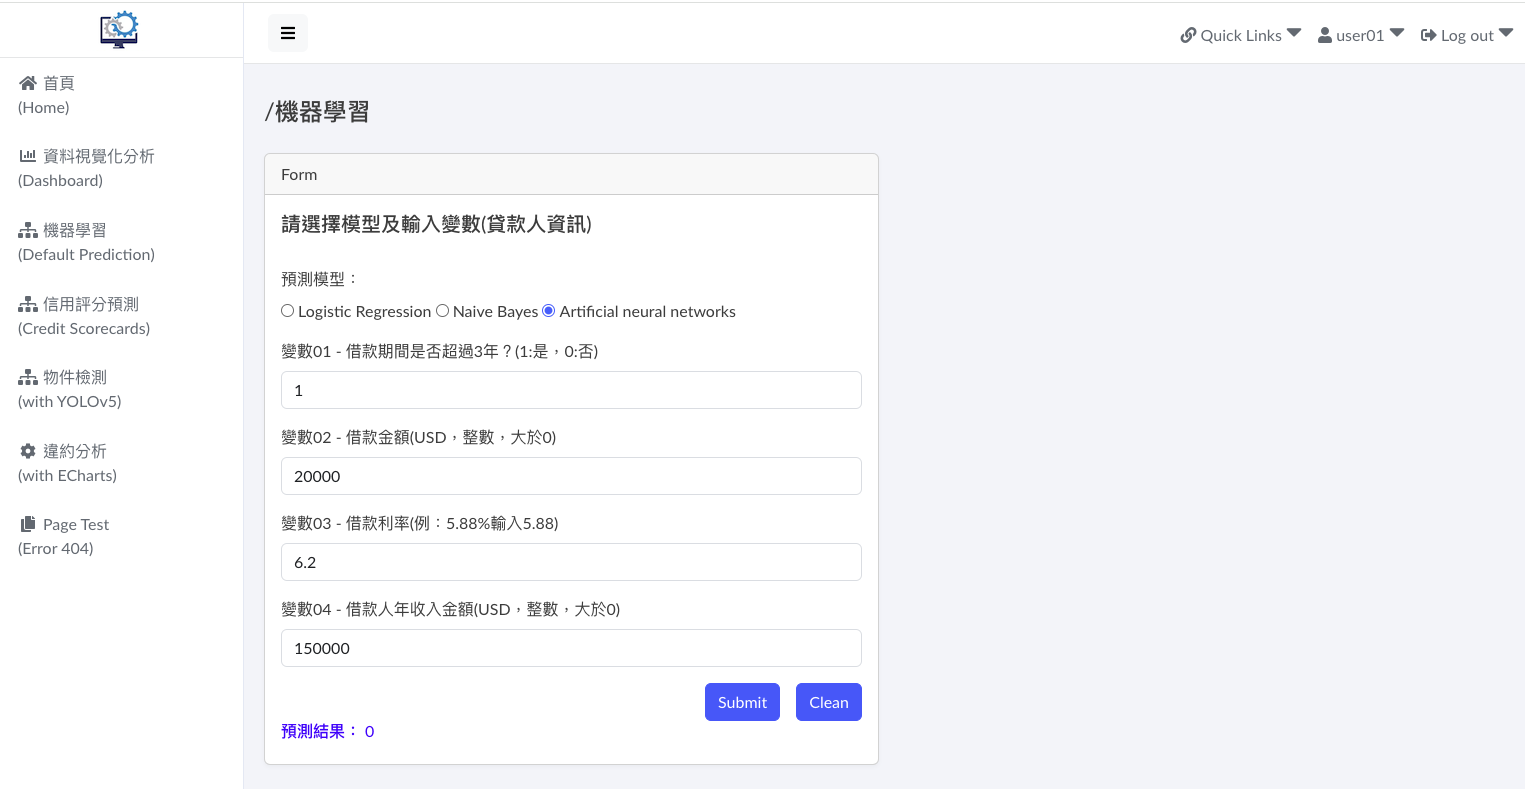 Quick Links user01 Log out
首頁
(Home)
資料視覺化分析
(Dashboard)
機器學習
(Default Prediction)
信用評分預測
(Credit Scorecards)
物件檢測
(with YOLOv5)
違約分析
(with ECharts)
Page Test
(Error 404)
/機器學習
Form
請選擇模型及輸入變數(貸款人資訊)
預測模型：
Logistic Regression Naive Bayes Artificial neural networks
變數01 - 借款期間是否超過3年？(1:是，0:否)
1
變數02 - 借款金額(USD，整數，大於0)
20000
變數03 - 借款利率(例：5.88%輸入5.88)
6.2
變數04 - 借款人年收入金額(USD，整數，大於0)
150000
Submit Clean
預測結果： 0